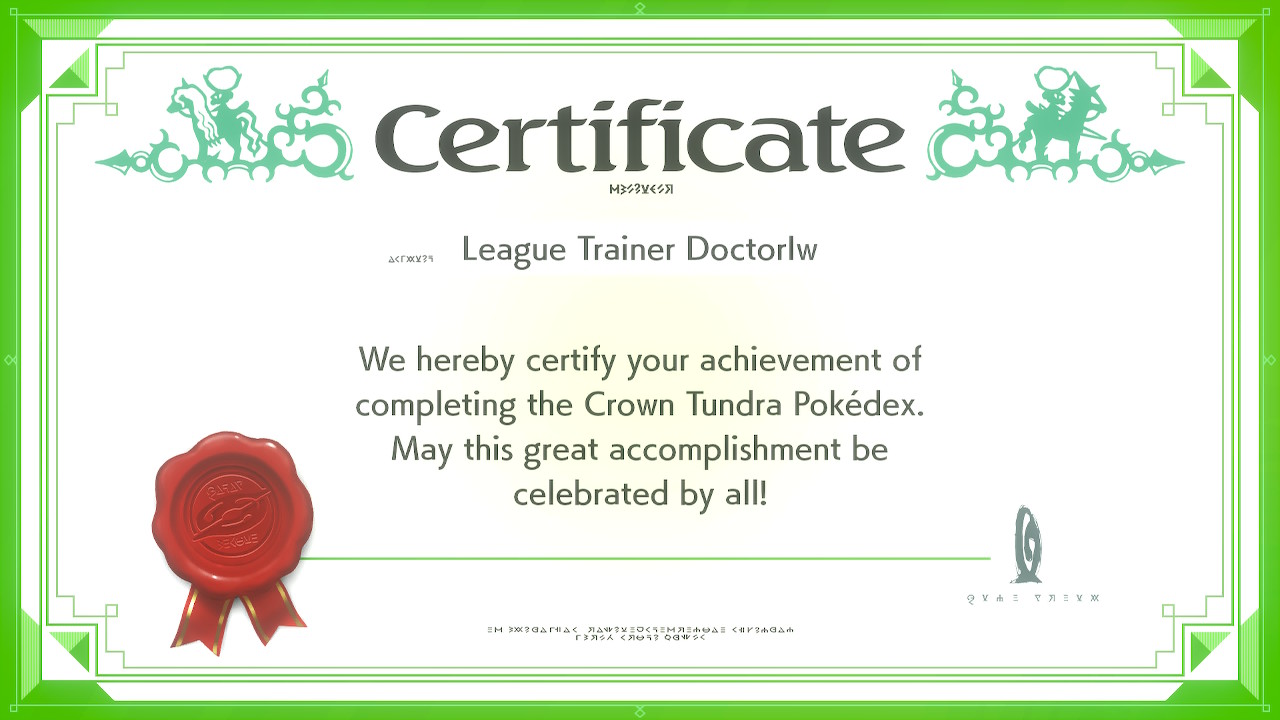 Certificate
League Trainer Doctorlw
We hereby certify your achievement of
completing the Crown Tundra Pokédex.
May this great accomplishment be
celebrated by all!